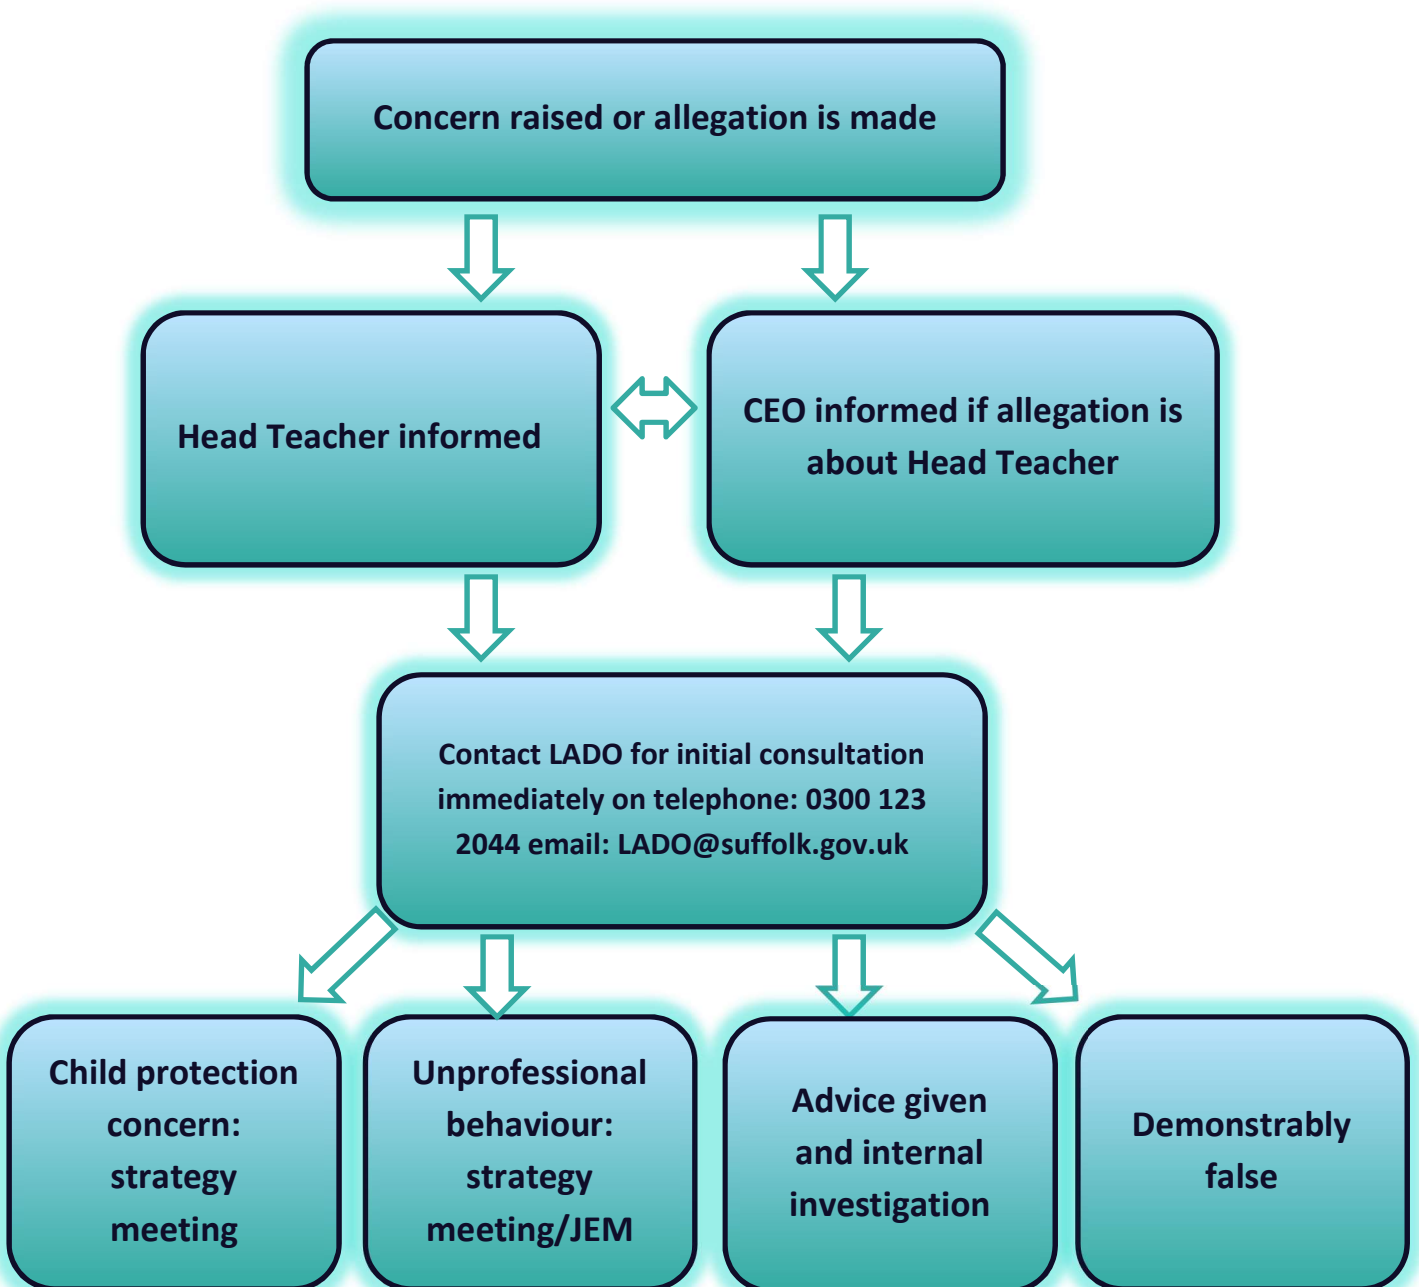 Concern raised or allegation is made
Head Teacher informed
CEO informed if allegation is
about Head Teacher
Contact LADO for initial consultation
immediately on telephone: 0300 123
2044 email: LADO@suffolk.gov.uk
Child protection
concern:
strategy
meeting
Unprofessional
behaviour:
strategy
meeting/JEM
Advice given
and internal
investigation
Demonstrably
false